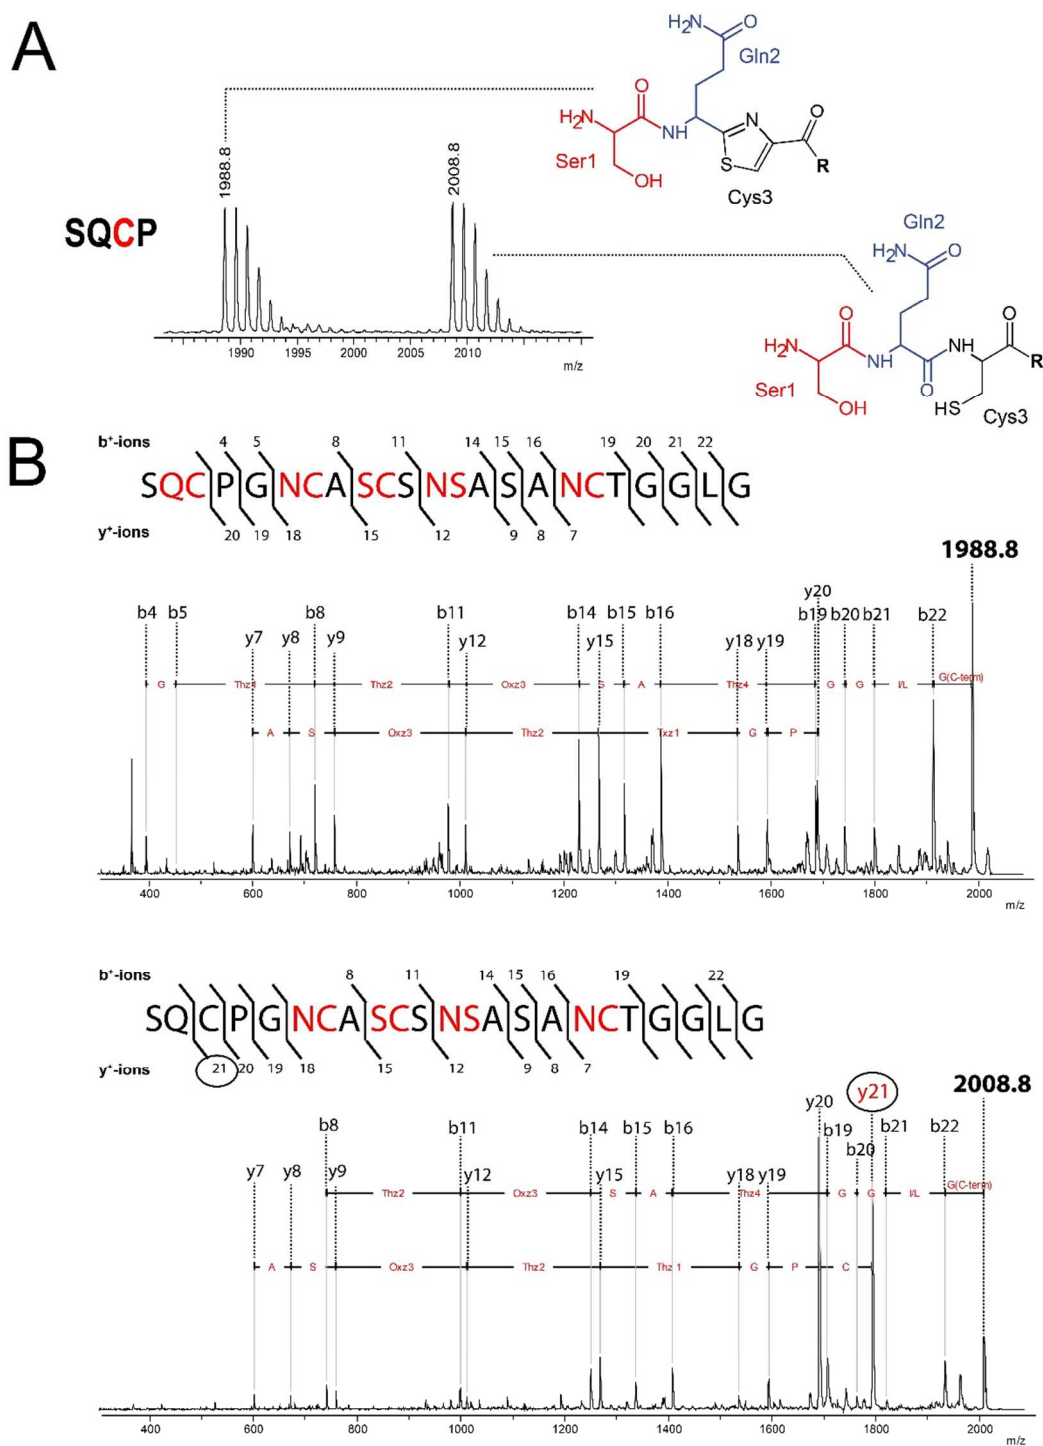 A
H₂N
O
Gln2
O
H₂N
NH
N
O
S
R
Ser1
OH
Cys3
1988.8
2008.8
SQCP
1990
1995
2000
2005
2010
m/z
Gln2
H₂N
O
O
O
H₂N
NH
NH
R
Ser1
O
OH
HS
Cys3
B
b⁺-ions
4 5 8 11 14 15 16 19 20 21 22
SQCPGNCASCSNSASANCTGGLG
y⁺-ions
20 19 18 15 12 9 8 7
1988.8
y20
b4 b5 b8 b11 b14 b15 b16 b19 b20 b21 b22
y7 y8 y9 y12 y15 y18 y19
G Thz1 Thz2 Oxz3 S A Thz4 G G I/L G(C-term)
A S Oxz3 Thz2 Txz1 G P
400 600 800 1000 1200 1400 1600 1800 2000
m/z
b⁺-ions
8 11 14 15 16 19 22
SQCPGNCASCSNSASANCTGGLG
y⁺-ions
21 20 19 18 15 12 9 8 7
2008.8
y21
y20
b8 b11 b14 b15 b16 b19 b21 b22
b20
y7 y8 y9 y12 y15 y18 y19
Thz2 Oxz3 S A Thz4 G G I/L G(C-term)
A S Oxz3 Thz2 Thz 1 G P C
400 600 800 1000 1200 1400 1600 1800 2000
m/z